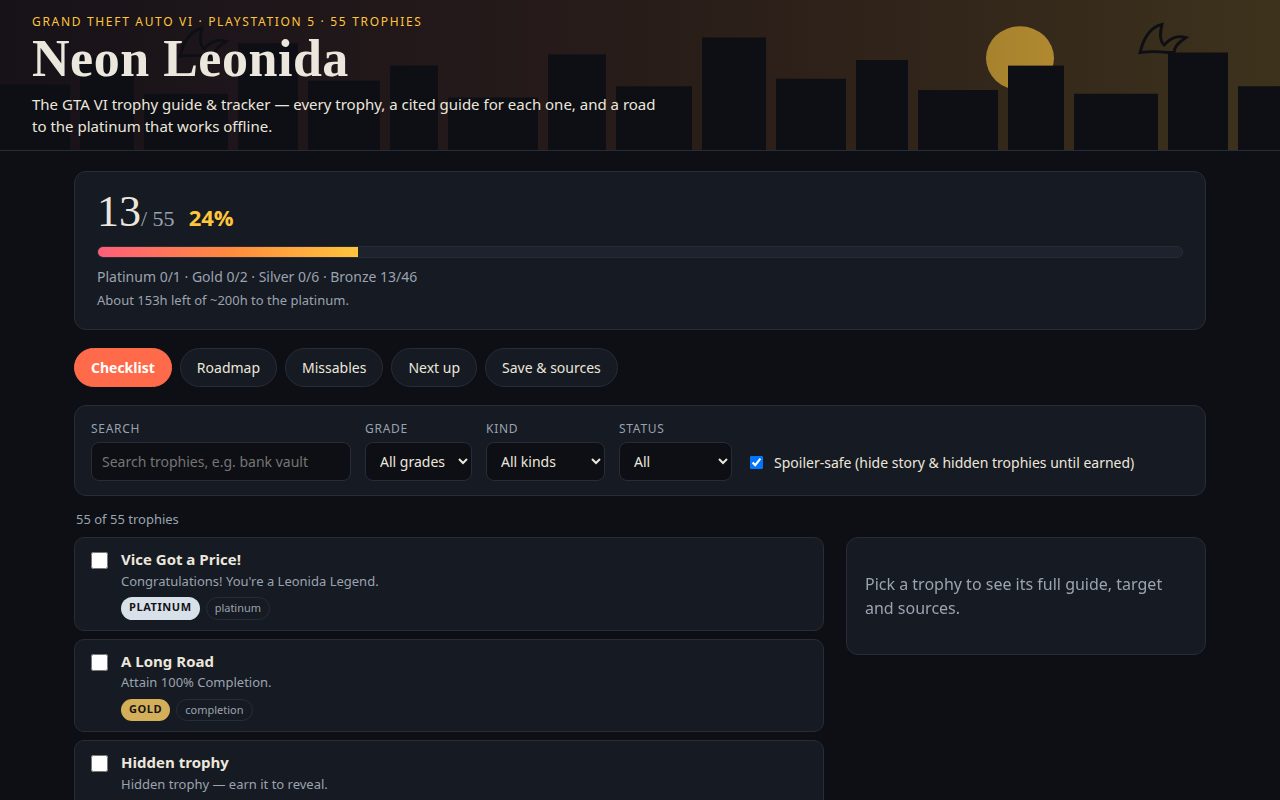 GRAND THEFT AUTO VI · PLAYSTATION 5 · 55 TROPHIES
Neon Leonida
The GTA VI trophy guide & tracker — every trophy, a cited guide for each one, and a road
to the platinum that works offline.
13/ 55 24%
Platinum 0/1 · Gold 0/2 · Silver 0/6 · Bronze 13/46
About 153h left of ~200h to the platinum.
Checklist Roadmap Missables Next up Save & sources
SEARCH GRADE KIND STATUS
Search trophies, e.g. bank vault All grades All kinds All Spoiler-safe (hide story & hidden trophies until earned)
55 of 55 trophies
Vice Got a Price!
Congratulations! You're a Leonida Legend.
PLATINUM platinum
Pick a trophy to see its full guide, target
and sources.
A Long Road
Attain 100% Completion.
GOLD completion
Hidden trophy
Hidden trophy — earn it to reveal.